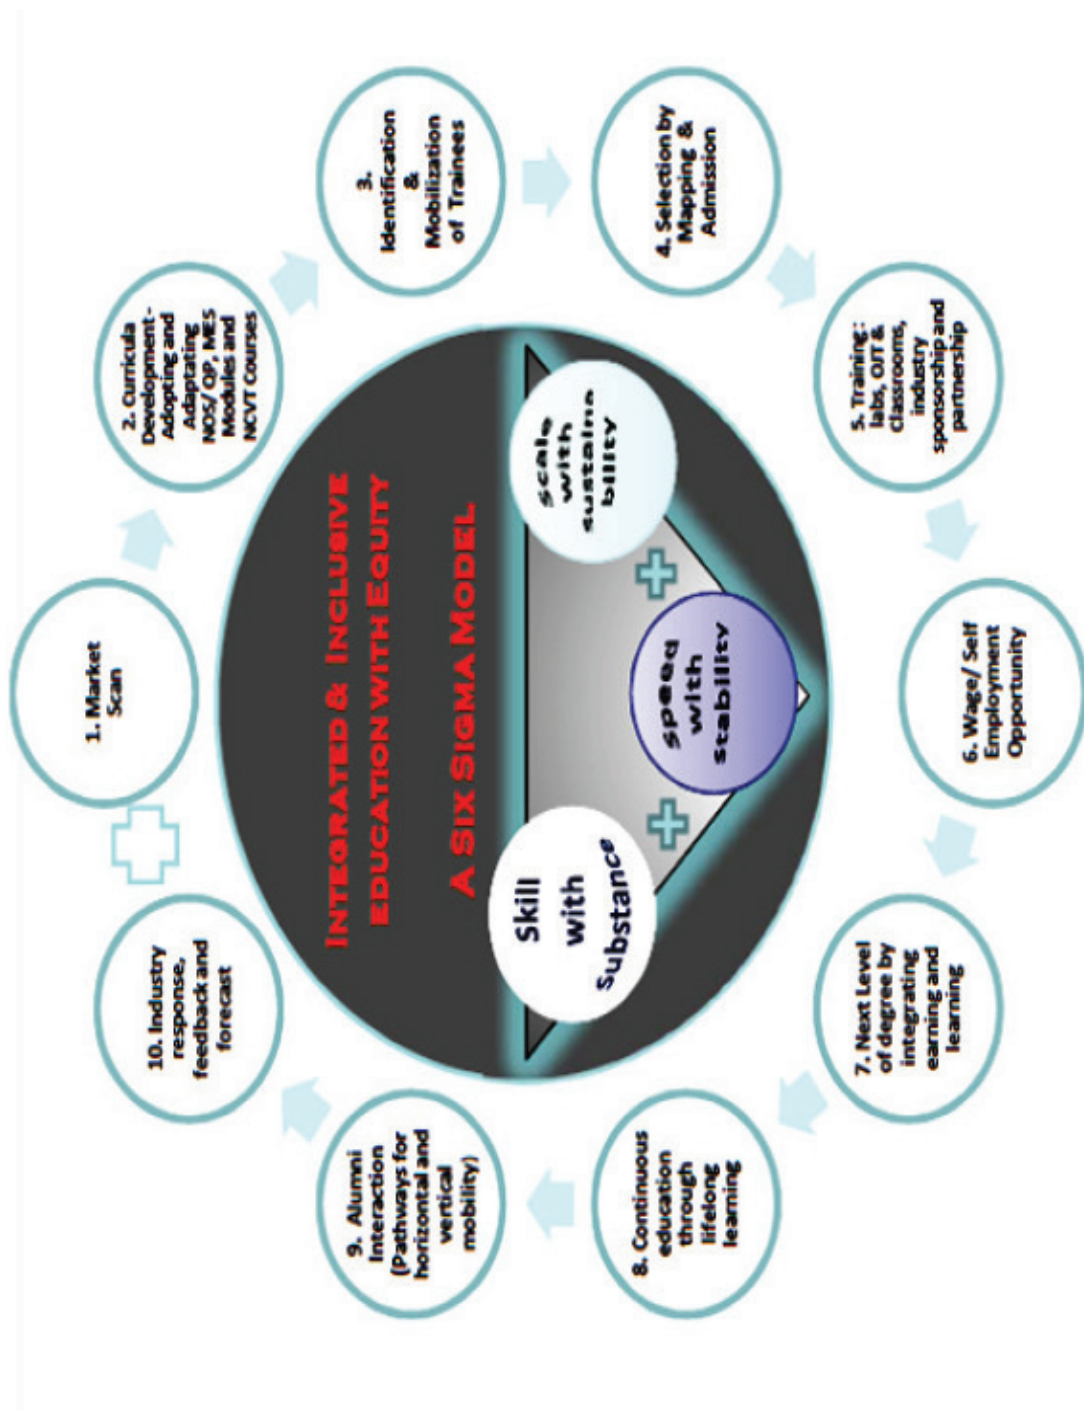 1. Market
Scan
2. Curricula
Development -
Adopting and
Adaptating
NOS/ QP, MES
Modules and
NCVT Courses
3.
Identification
&
Mobilization
of Trainees
4. Selection by
Mapping &
Admission
5. Training:
labs, OJT &
Classrooms,
industry
sponsorship and
partnership
6. Wage/ Self
Employment
Opportunity
7. Next Level
of degree by
integrating
earning and
learning
8. Continuous
education
through
lifelong
learning
9. Alumni
Interaction
(Pathways for
horizontal and
vertical
mobility)
10. Industry
response,
feedback and
forecast
INTEGRATED & INCLUSIVE
EDUCATION WITH EQUITY
A SIX SIGMA MODEL
Skill
with
Substance
Speed
with
stability
scale
with
sustaina
bility